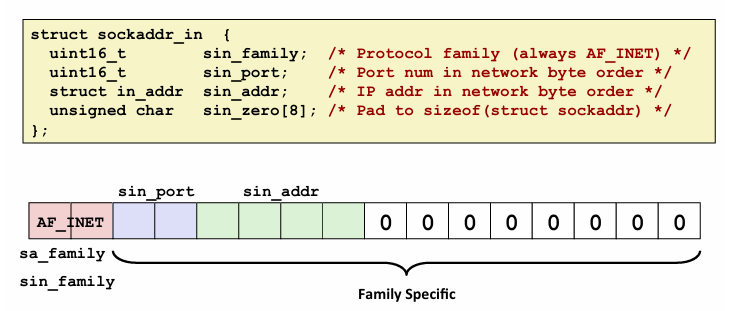 struct sockaddr_in  {
  uint16_t        sin_family;  /* Protocol family (always AF_INET) */
  uint16_t        sin_port;    /* Port num in network byte order */
  struct in_addr  sin_addr;    /* IP addr in network byte order */
  unsigned char   sin_zero[8]; /* Pad to sizeof(struct sockaddr) */
};
sin_port sin_addr
AF_INET 0 0 0 0 0 0 0 0
sa_family
sin_family
Family Specific